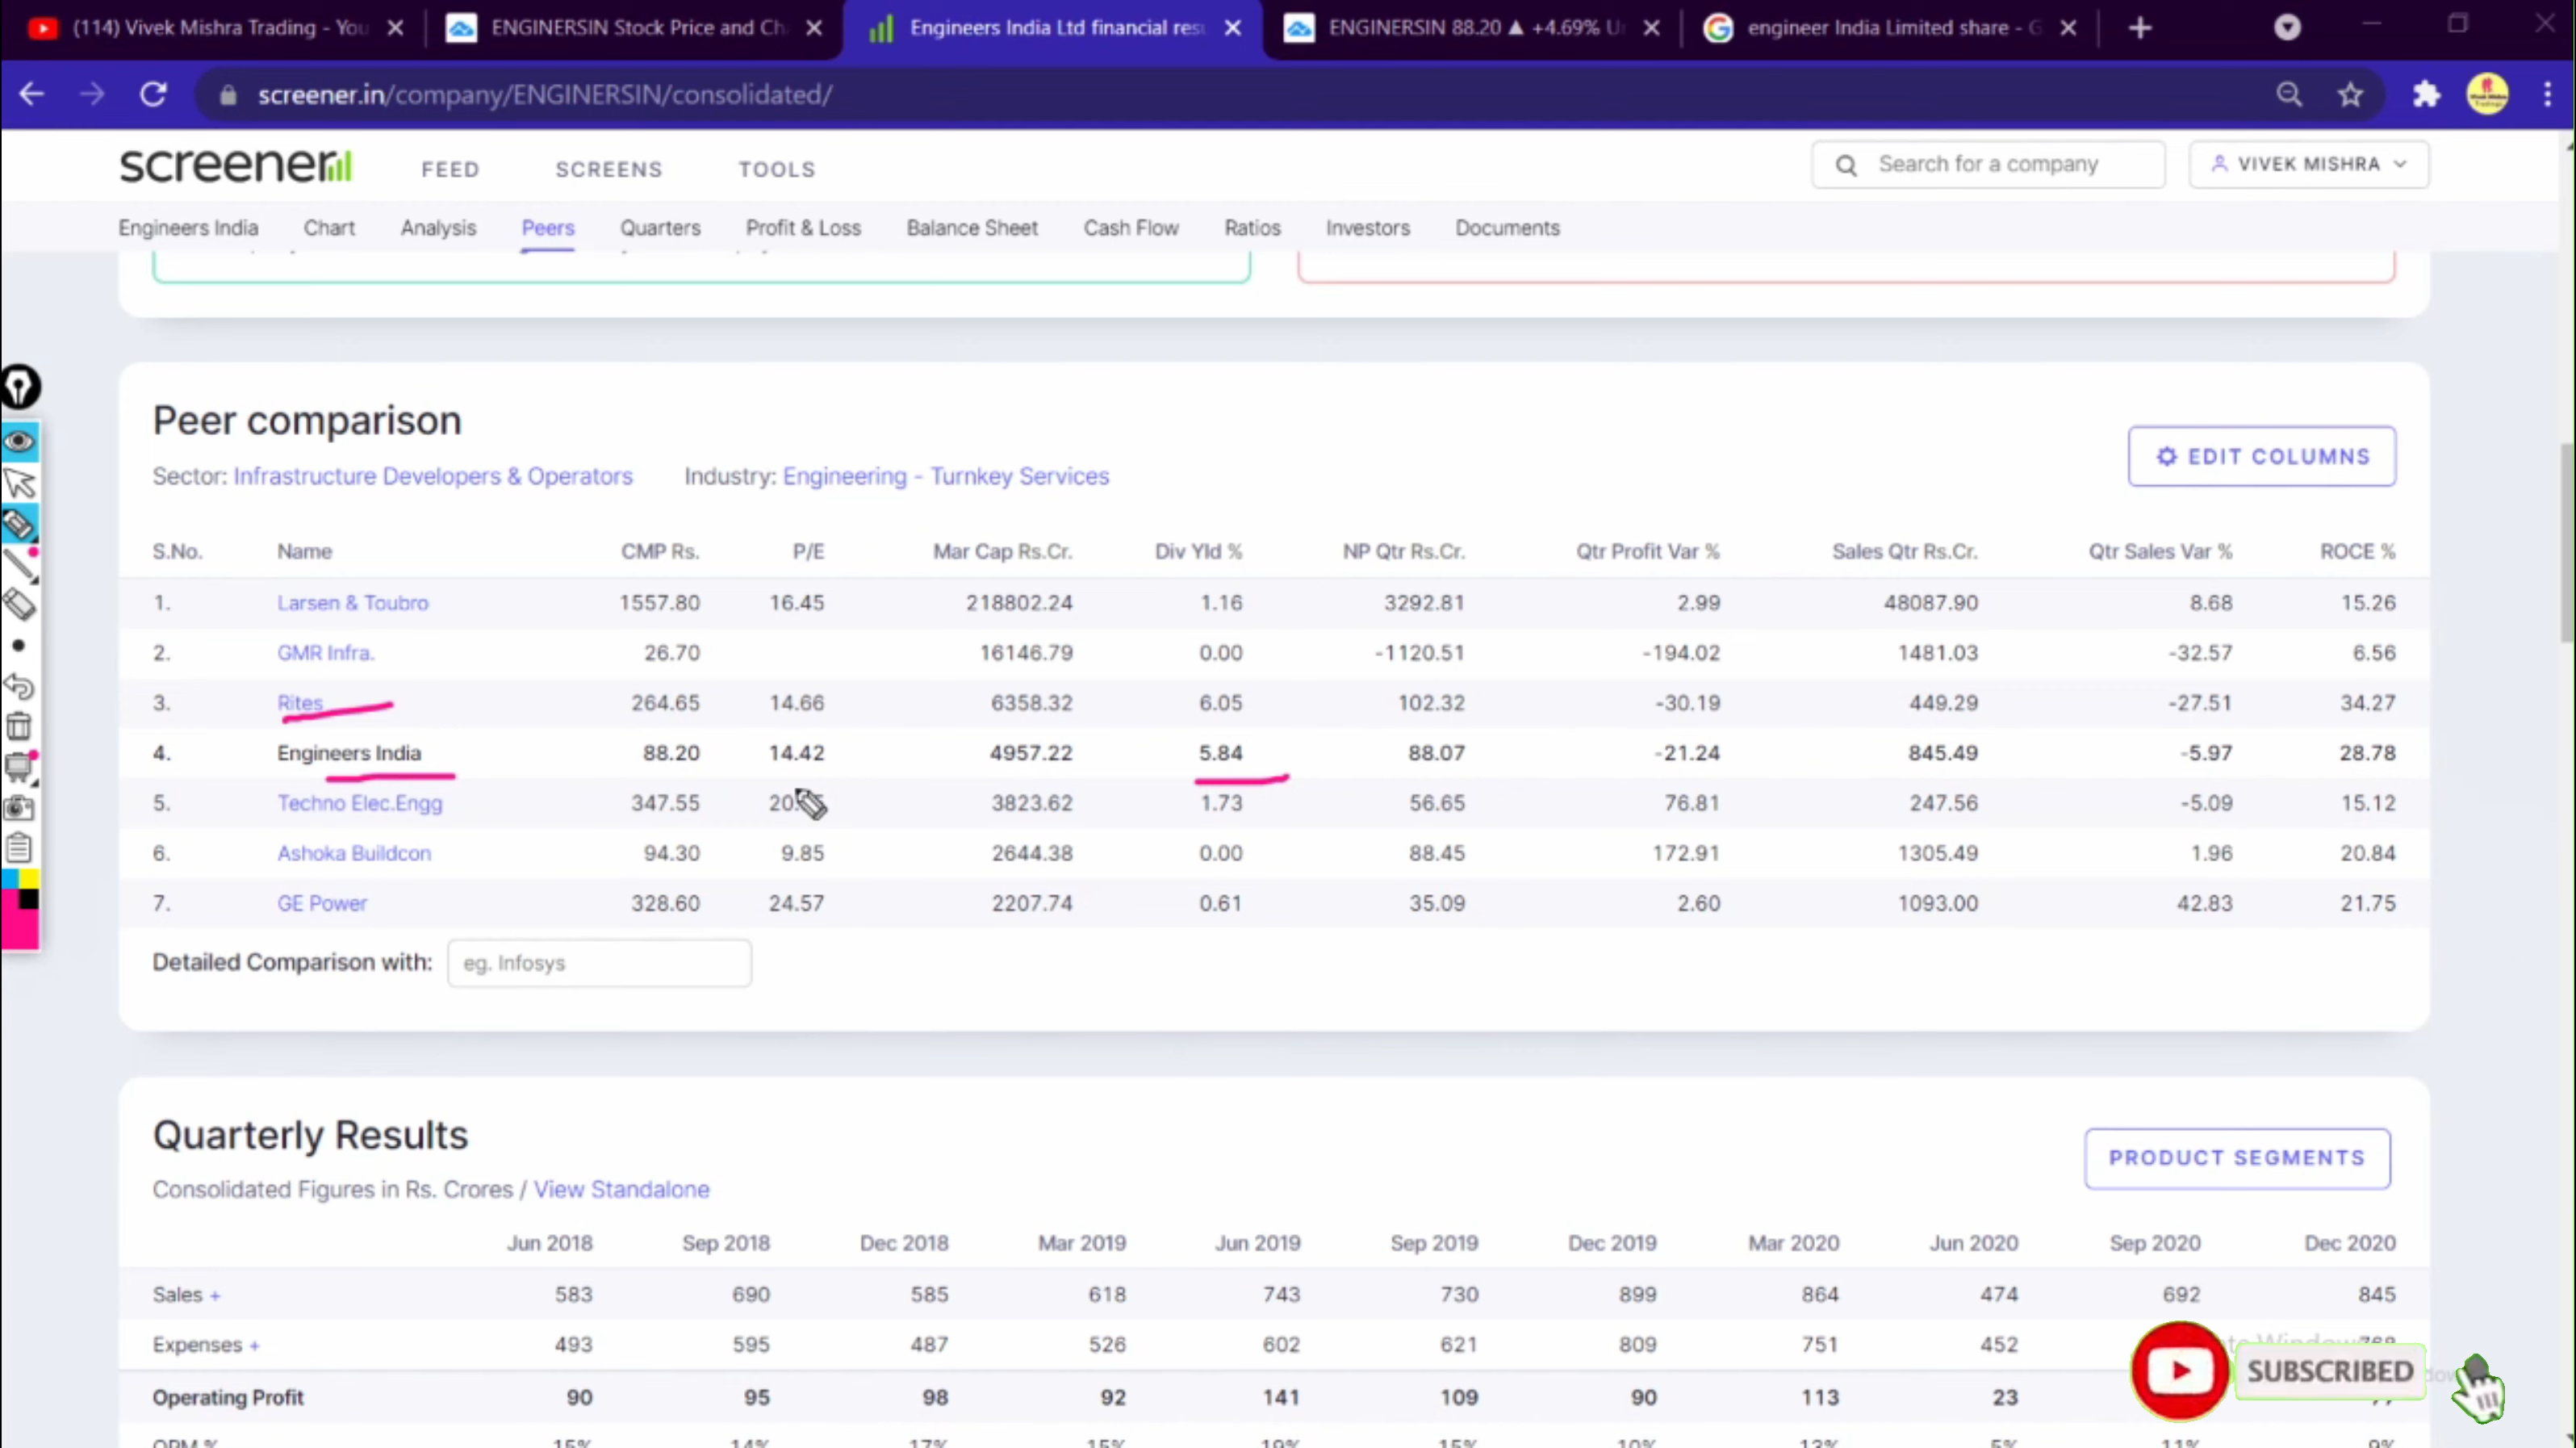 (114) Vivek Mishra Trading - You ENGINERSIN Stock Price and Ch Engineers India Ltd financial resu ENGINERSIN 88.20 ▲ +4.69% U engineer India Limited share - G
screener.in/company/ENGINERSIN/consolidated/
screener FEED SCREENS TOOLS Search for a company VIVEK MISHRA
Engineers India Chart Analysis Peers Quarters Profit & Loss Balance Sheet Cash Flow Ratios Investors Documents
Peer comparison
EDIT COLUMNS
Sector: Infrastructure Developers & Operators Industry: Engineering - Turnkey Services
S.No. Name CMP Rs. P/E Mar Cap Rs.Cr. Div Yld % NP Qtr Rs.Cr. Qtr Profit Var % Sales Qtr Rs.Cr. Qtr Sales Var % ROCE %
1. Larsen & Toubro 1557.80 16.45 218802.24 1.16 3292.81 2.99 48087.90 8.68 15.26
2. GMR Infra. 26.70 16146.79 0.00 -1120.51 -194.02 1481.03 -32.57 6.56
3. Rites 264.65 14.66 6358.32 6.05 102.32 -30.19 449.29 -27.51 34.27
4. Engineers India 88.20 14.42 4957.22 5.84 88.07 -21.24 845.49 -5.97 28.78
5. Techno Elec.Engg 347.55 3823.62 1.73 56.65 76.81 247.56 -5.09 15.12
6. Ashoka Buildcon 94.30 9.85 2644.38 0.00 88.45 172.91 1305.49 1.96 20.84
7. GE Power 328.60 24.57 2207.74 0.61 35.09 2.60 1093.00 42.83 21.75
Detailed Comparison with: eg. Infosys
Quarterly Results
PRODUCT SEGMENTS
Consolidated Figures in Rs. Crores / View Standalone
Jun 2018 Sep 2018 Dec 2018 Mar 2019 Jun 2019 Sep 2019 Dec 2019 Mar 2020 Jun 2020 Sep 2020 Dec 2020
Sales + 583 690 585 618 743 730 899 864 474 692 845
Expenses + 493 595 487 526 602 621 809 751 452
SUBSCRIBED
Operating Profit 90 95 98 92 141 109 90 113 23